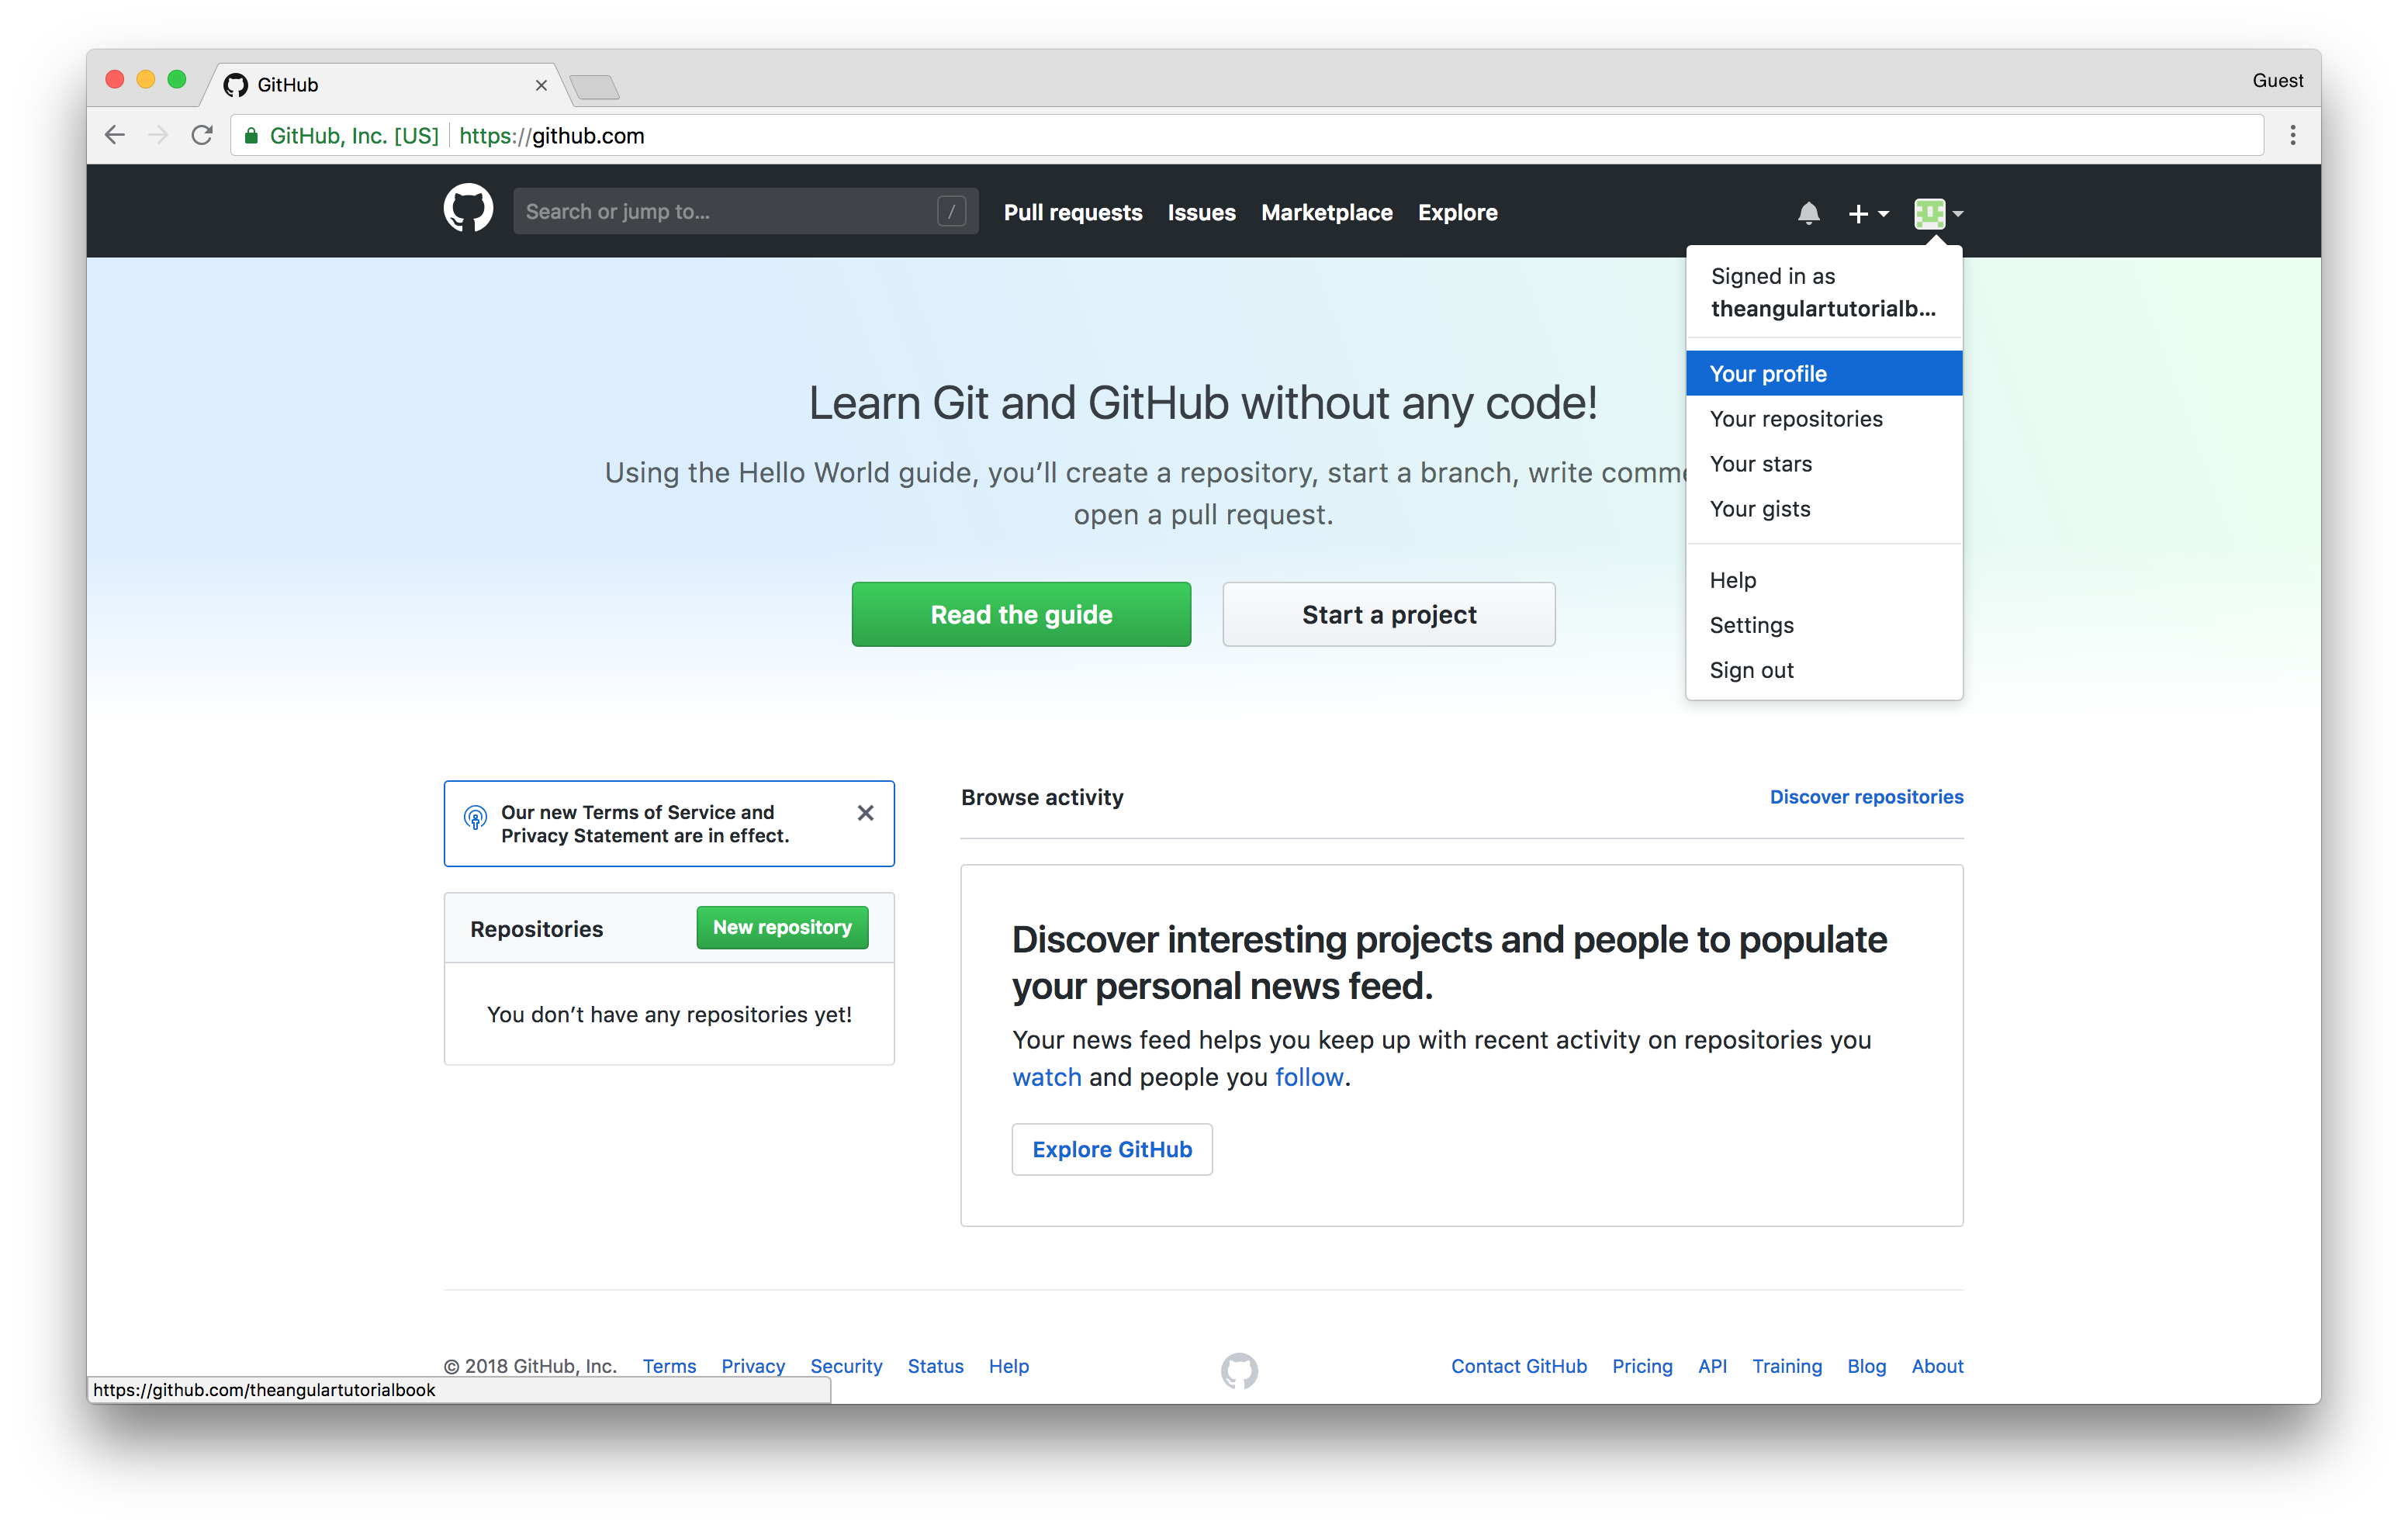 GitHub
Guest
GitHub, Inc. [US] https://github.com
Search or jump to... /
Pull requests Issues Marketplace Explore
Signed in as
theangulartutorialb...
Your profile
Your repositories
Your stars
Your gists
Help
Settings
Sign out
Learn Git and GitHub without any code!
Using the Hello World guide, you’ll create a repository, start a branch, write comme
open a pull request.
Read the guide
Start a project
Our new Terms of Service and
Privacy Statement are in effect.
Repositories
New repository
You don’t have any repositories yet!
Browse activity
Discover repositories
Discover interesting projects and people to populate
your personal news feed.
Your news feed helps you keep up with recent activity on repositories you
watch and people you follow.
Explore GitHub
© 2018 GitHub, Inc. Terms Privacy Security Status Help
Contact GitHub Pricing API Training Blog About
https://github.com/theangulartutorialbook